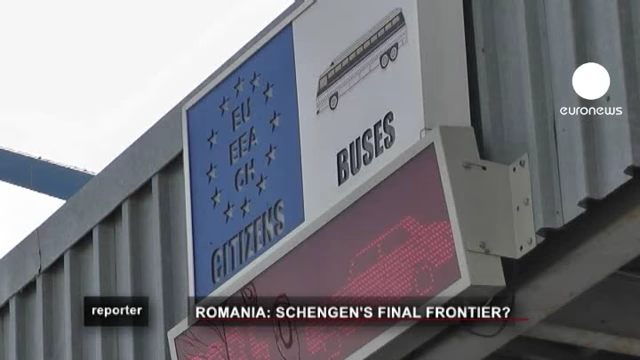 EU
EEA
CH
CITIZENS
BUSES
euronews
reporter
ROMANIA: SCHENGEN'S FINAL FRONTIER?